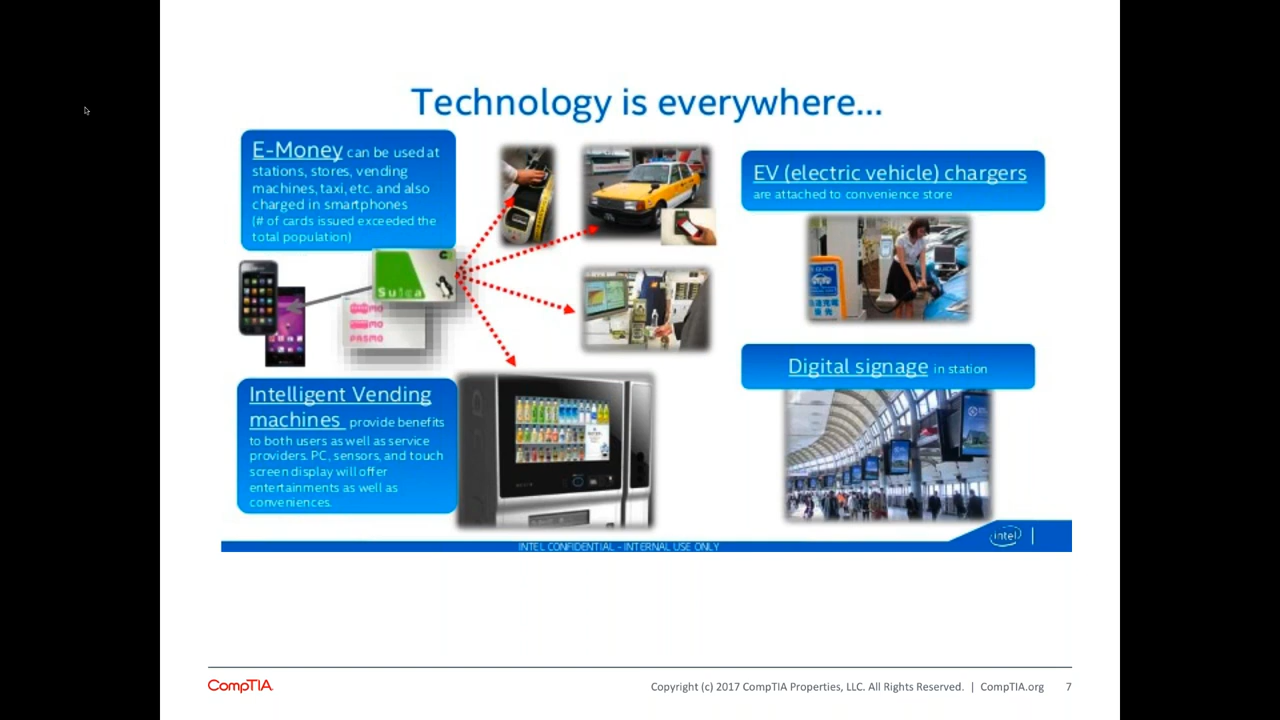 Technology is everywhere...
E-Money can be used at
stations, stores, vending
machines, taxi, etc. and also
charged in smartphones
(# of cards issued exceeded the
total population)
Suica
PASMO
Intelligent Vending
machines provide benefits
to both users as well as service
providers. PC, sensors, and touch
screen display will offer
entertainments as well as
conveniences.
EV (electric vehicle) chargers
are attached to convenience store
Digital signage in station
INTEL CONFIDENTIAL - INTERNAL USE ONLY
intel
CompTIA
Copyright (c) 2017 CompTIA Properties, LLC. All Rights Reserved. | CompTIA.org 7